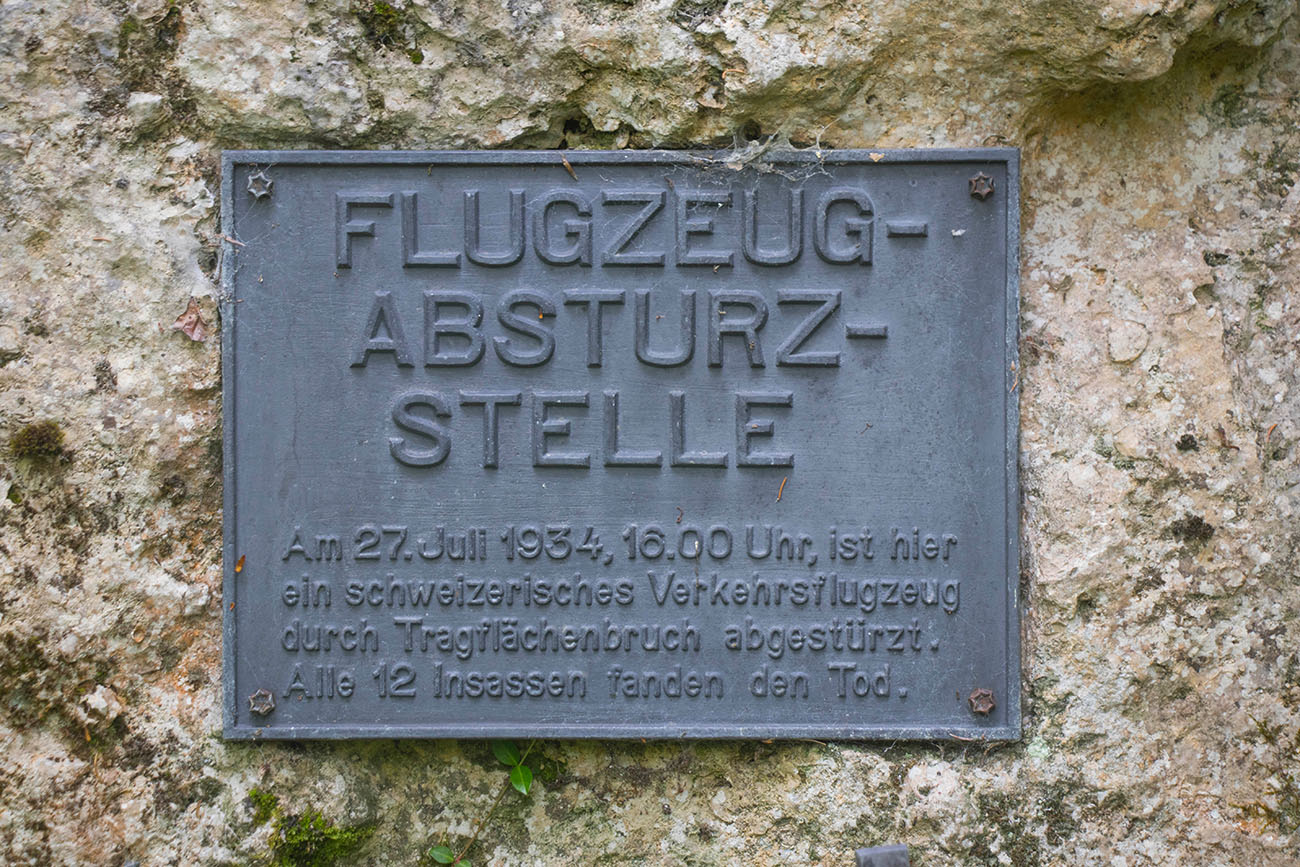 FLUGZEUG-
ABSTURZ-
STELLE
Am 27. Juli 1934, 16.00 Uhr, ist hier
ein schweizerisches Verkehrsflugzeug
durch Tragflächenbruch abgestürzt.
Alle 12 Insassen fanden den Tod.